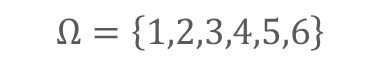 Ω = {1,2,3,4,5,6}